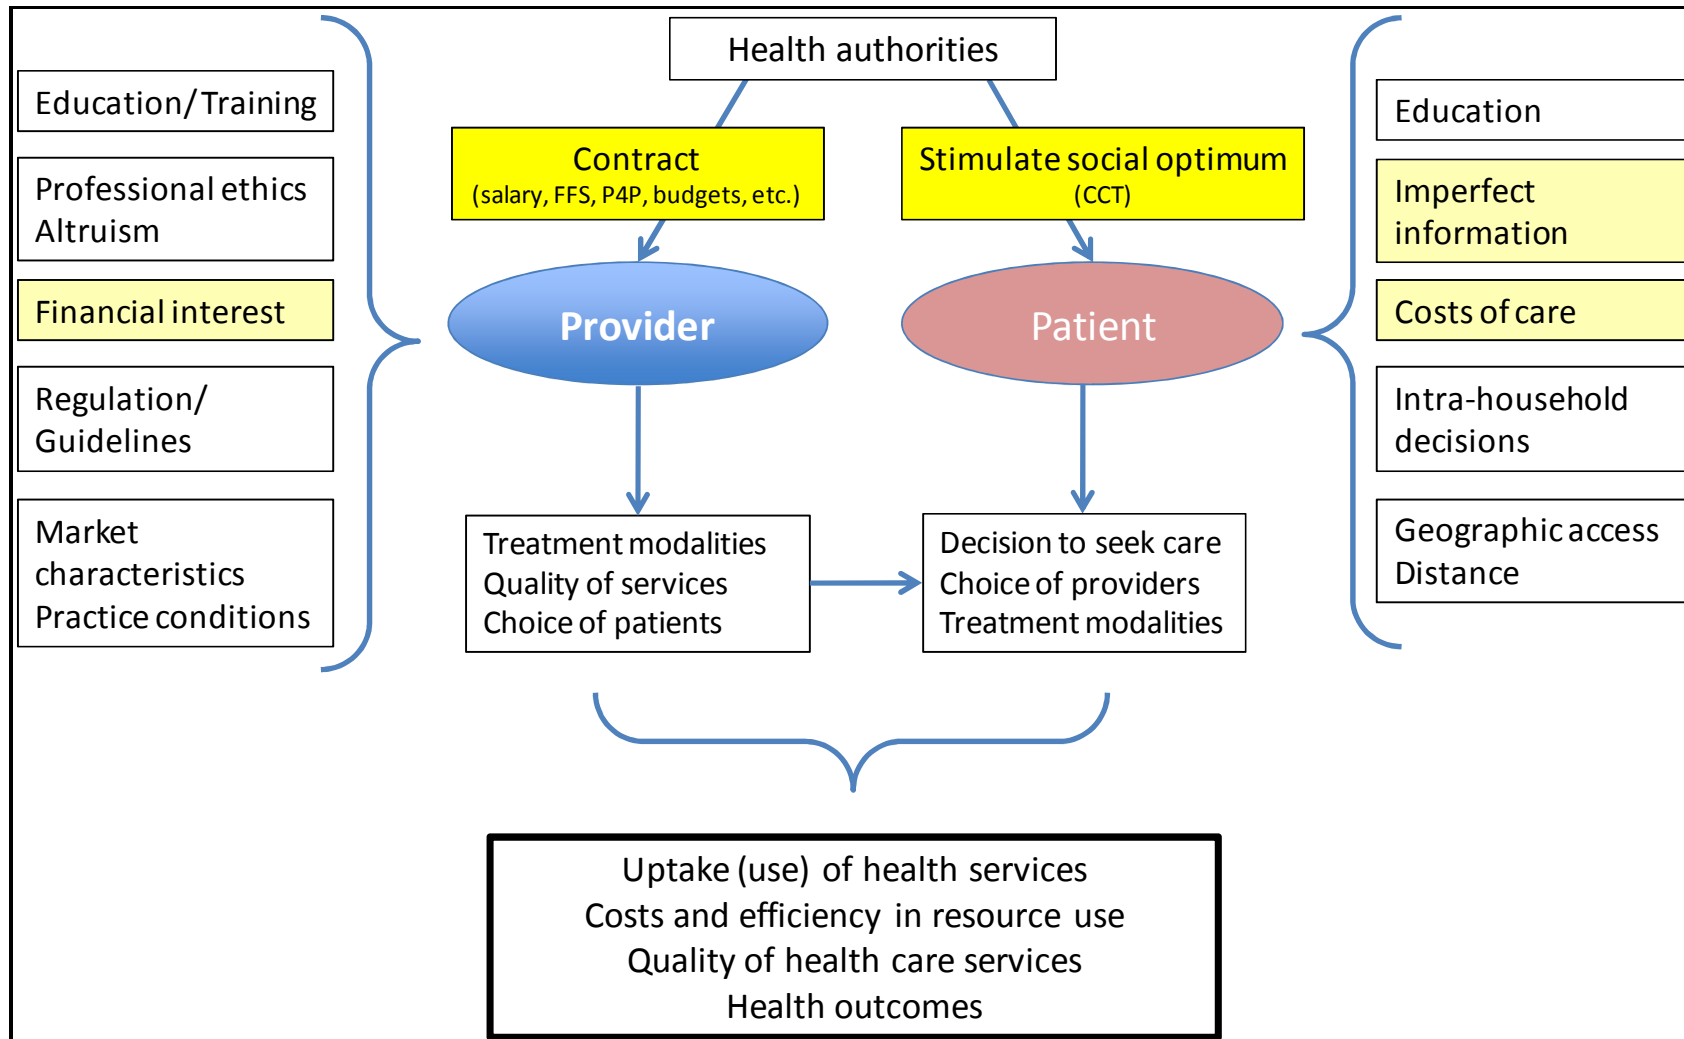 Health authorities
Education/Training
Professional ethics
Altruism
Financial interest
Regulation/
Guidelines
Market
characteristics
Practice conditions
Contract
(salary, FFS, P4P, budgets, etc.)
Stimulate social optimum
(CCT)
Provider
Patient
Treatment modalities
Quality of services
Choice of patients
Decision to seek care
Choice of providers
Treatment modalities
Education
Imperfect
information
Costs of care
Intra-household
decisions
Geographic access
Distance
Uptake (use) of health services
Costs and efficiency in resource use
Quality of health care services
Health outcomes